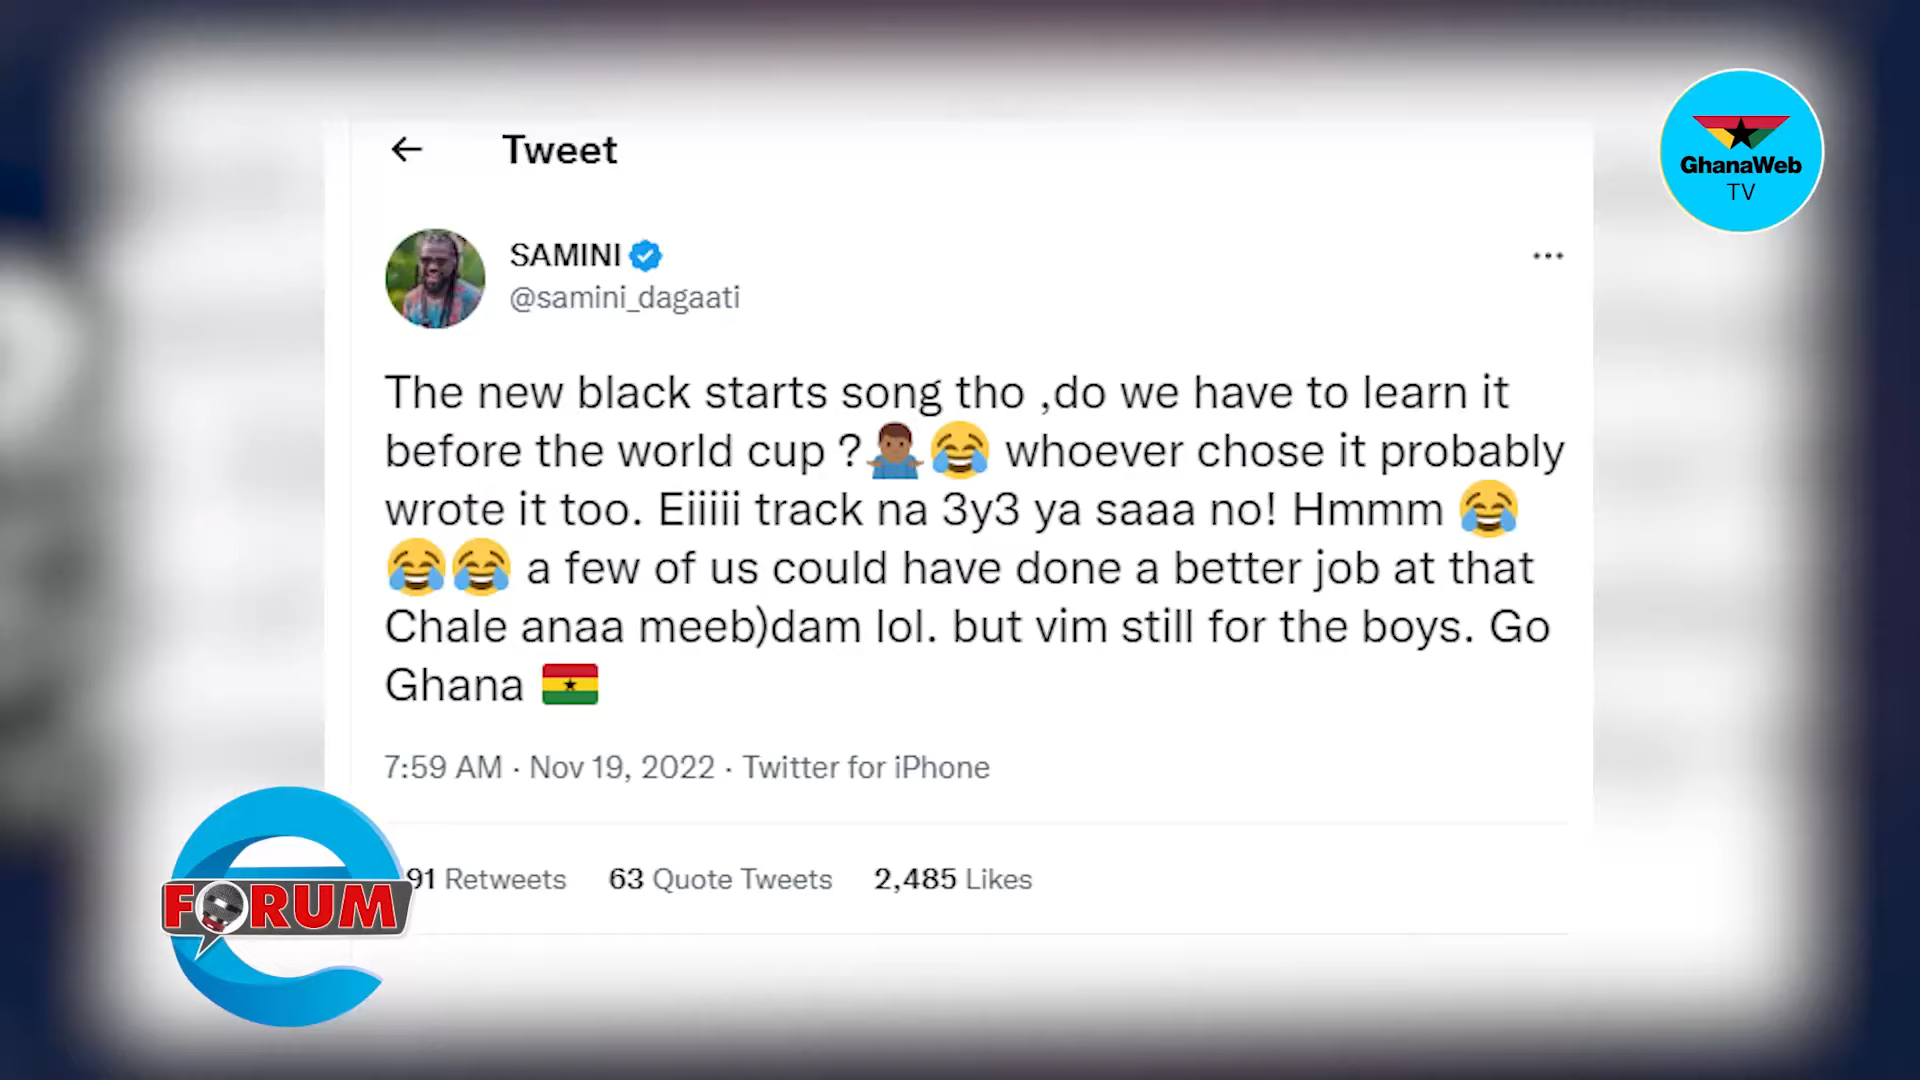 Tweet
GhanaWeb
TV
SAMINI
@samini_dagaati
The new black starts song tho ,do we have to learn it
before the world cup ?🤷🏾‍♂️😂 whoever chose it probably
wrote it too. Eiiiii track na 3y3 ya saaa no! Hmmm 😂
😂😂 a few of us could have done a better job at that
Chale anaa meeb)dam lol. but vim still for the boys. Go
Ghana 🇬🇭
7:59 AM · Nov 19, 2022 · Twitter for iPhone
91 Retweets 63 Quote Tweets 2,485 Likes
FORUM